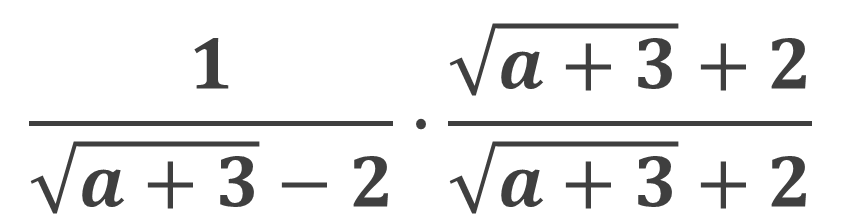 1/(√(a + 3) − 2) · (√(a + 3) + 2)/(√(a + 3) + 2)